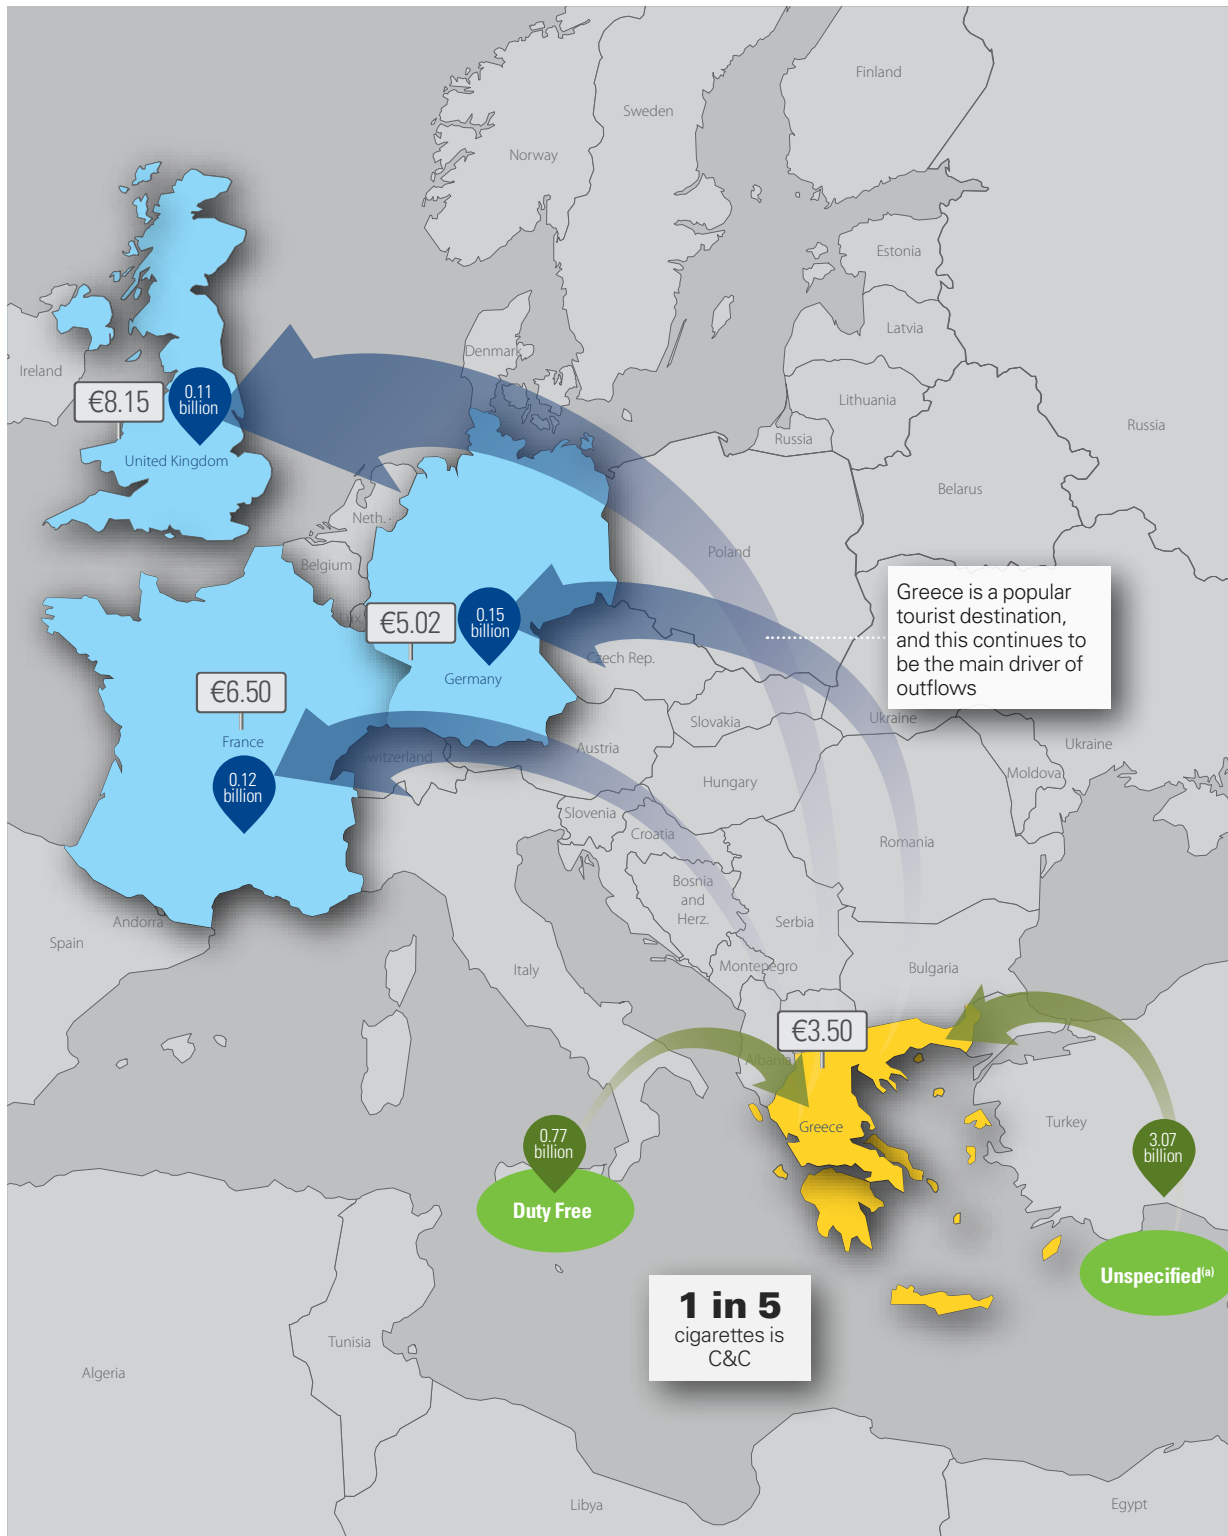 Finland
Sweden
Norway
Estonia
Latvia
Denmark
Ireland
€8.15
0.11
billion
Lithuania
Russia
Russia
United Kingdom
Belarus
Neth.
Poland
Belgium
Greece is a popular
tourist destination,
and this continues to
be the main driver of
outflows
€5.02
0.15
billion
Czech Rep.
Germany
€6.50
France
Slovakia
Ukraine
Austria
Ukraine
Switzerland
0.12
billion
Hungary
Moldova
Slovenia
Croatia
Romania
Bosnia
and
Herz.
Andorra
Serbia
Spain
Italy
Montenegro
Bulgaria
€3.50
Albania
Greece
Turkey
0.77
billion
3.07
billion
Duty Free
Unspecified(a)
1 in 5
cigarettes is
C&C
Tunisia
Algeria
Libya
Egypt